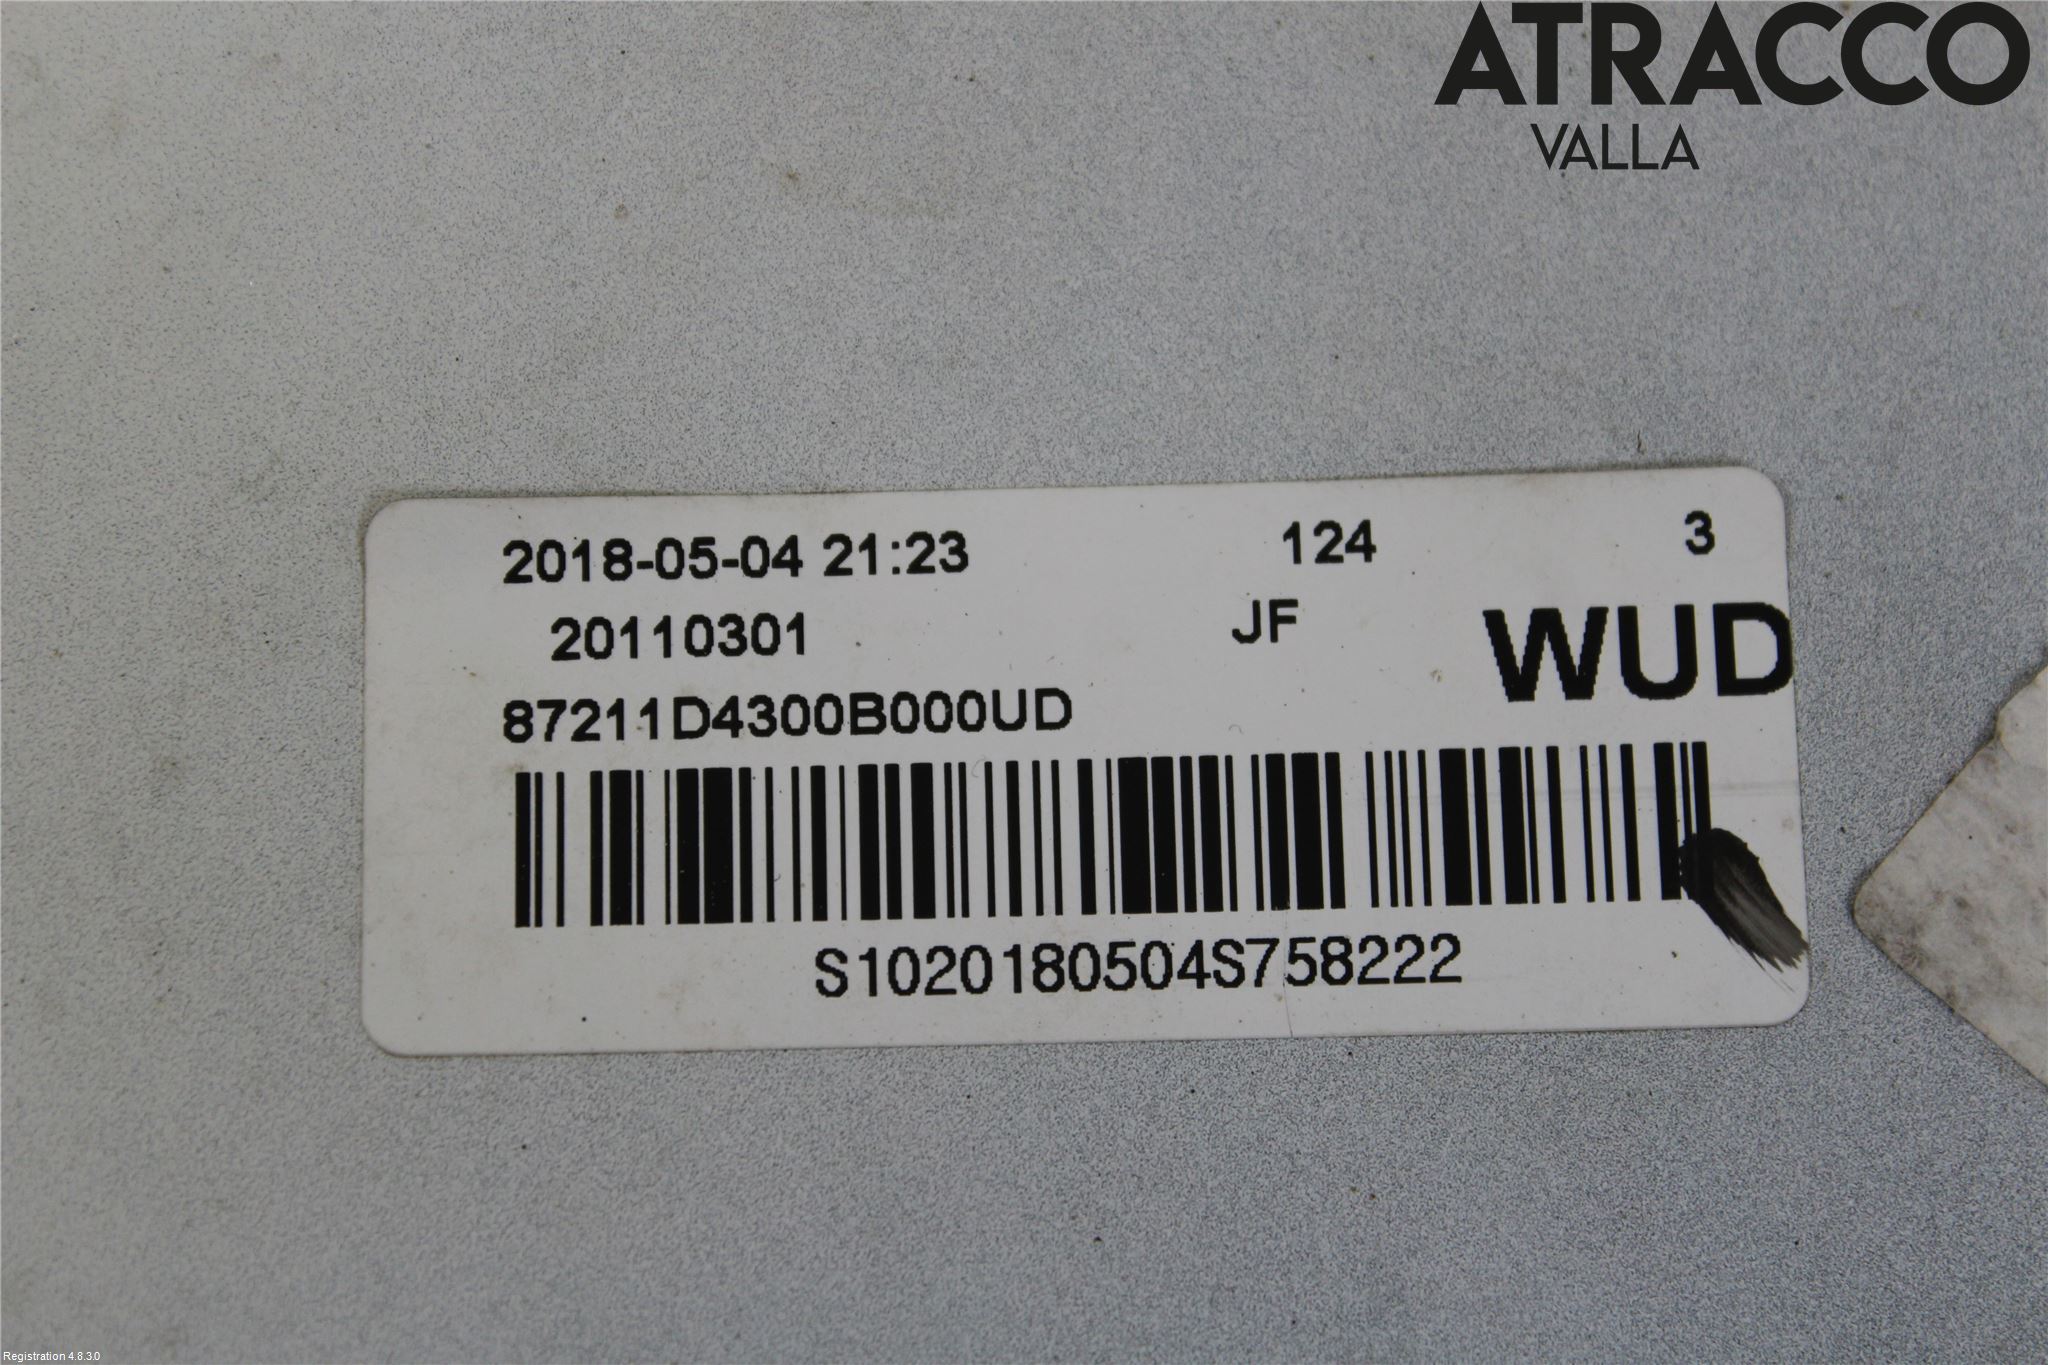 ATRACCO
VALLA
2018-05-04 21:23 124 3
20110301 JF WUD
87211D4300B000UD
S1020180504S758222
Registration 4.8.3.0